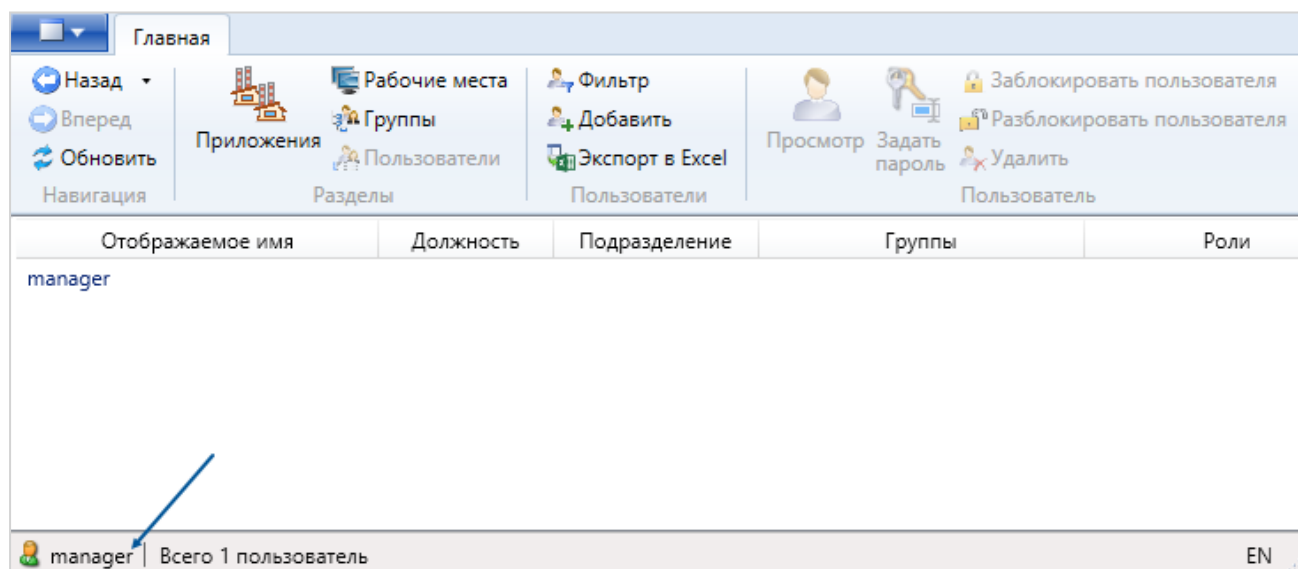 Главная
Назад
Вперед
Обновить
Навигация
Приложения
Рабочие места
Группы
Пользователи
Разделы
Фильтр
Добавить
Экспорт в Excel
Пользователи
Просмотр
Задать
пароль
Заблокировать пользователя
Разблокировать пользователя
Удалить
Пользователь
Отображаемое имя Должность Подразделение Группы Роли
manager
manager Всего 1 пользователь EN